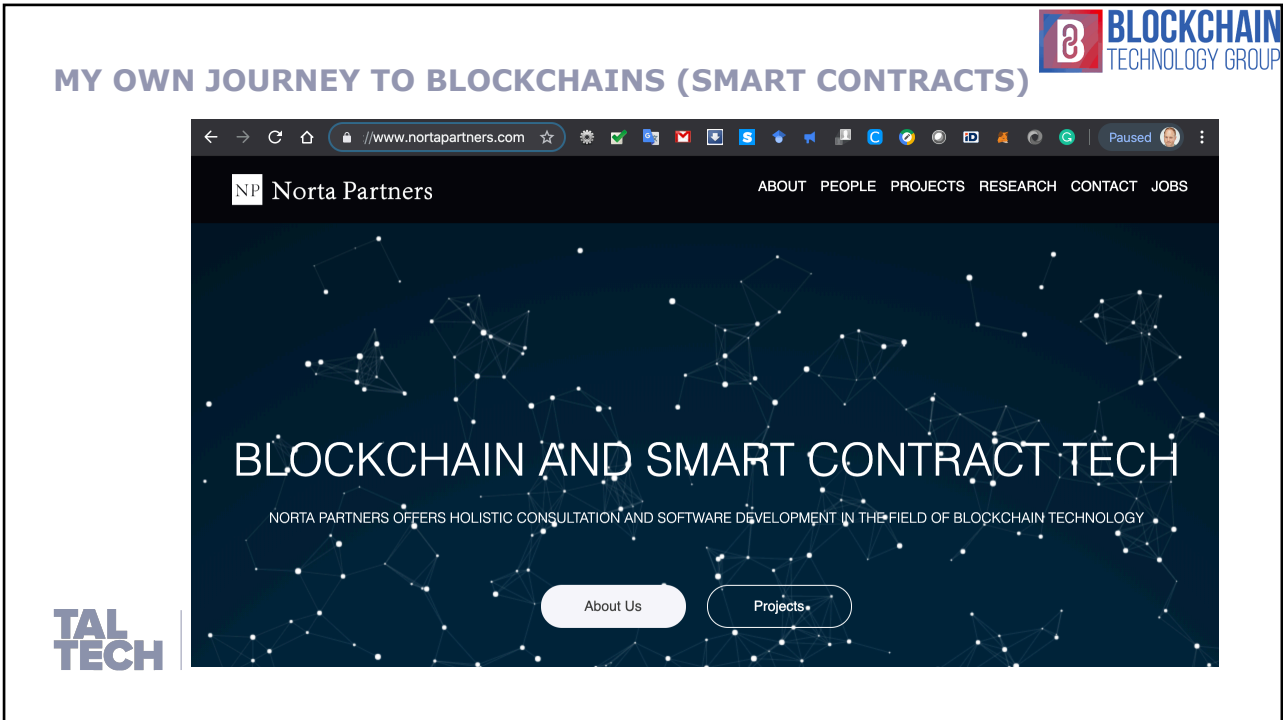 BLOCKCHAIN
TECHNOLOGY GROUP
MY OWN JOURNEY TO BLOCKCHAINS (SMART CONTRACTS)
://www.nortapartners.com
Paused
NP Norta Partners
ABOUT PEOPLE PROJECTS RESEARCH CONTACT JOBS
BLOCKCHAIN AND SMART CONTRACT TECH
NORTA PARTNERS OFFERS HOLISTIC CONSULTATION AND SOFTWARE DEVELOPMENT IN THE FIELD OF BLOCKCHAIN TECHNOLOGY
About Us
Projects
TAL
TECH